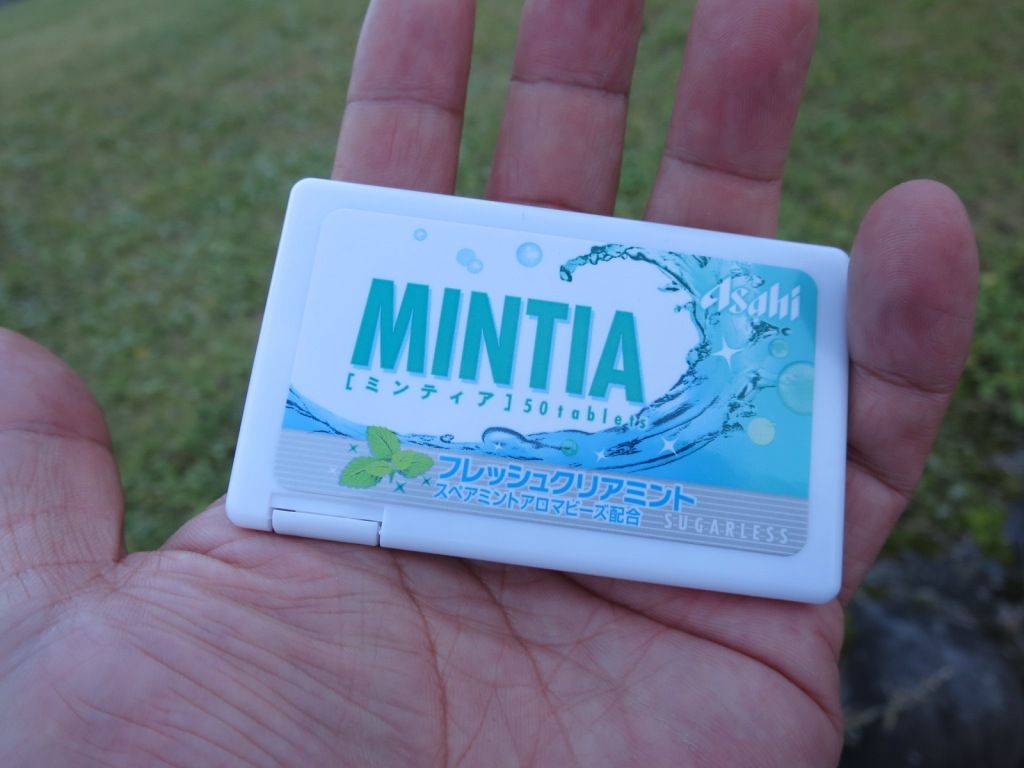 Asahi
MINTIA
[ミンティア] 50tablets
フレッシュクリアミント
スペアミントアロマビーズ配合
SUGARLESS